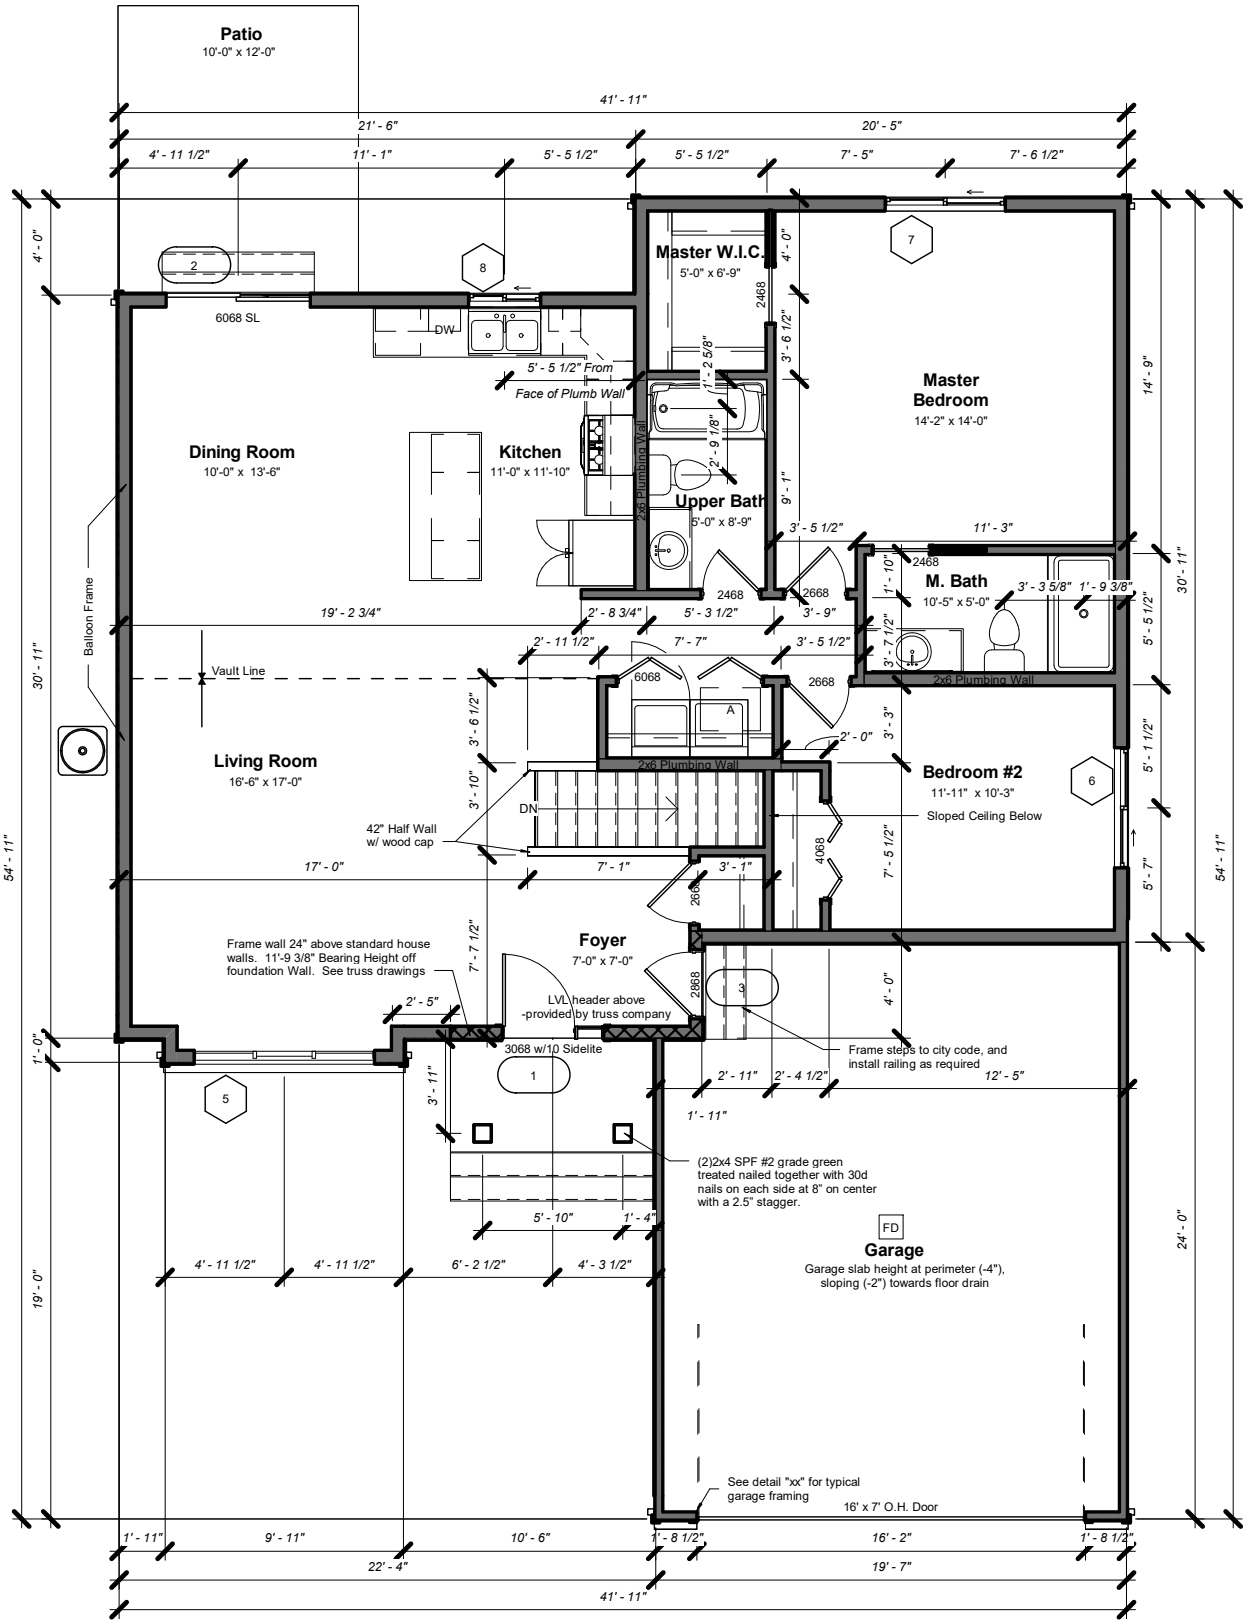 Patio
10'-0" x 12'-0"
41' - 11"
21' - 6"
20' - 5"
4' - 11 1/2"
11' - 1"
5' - 5 1/2"
5' - 5 1/2"
7' - 5"
7' - 6 1/2"
4' - 0"
2
8
7
6068 SL
DW
Master W.I.C.
5'-0" x 6'-9"
4' - 0"
2468
3' - 6 1/2"
1' - 2 5/8"
5' - 5 1/2" From
Face of Plumb Wall
Master
Bedroom
14'-2" x 14'-0"
14' - 9"
Dining Room
10'-0" x 13'-6"
Kitchen
11'-0" x 11'-10"
2x6 Plumbing Wall
2' - 9 1/8"
Upper Bath
5'-0" x 8'-9"
9' - 1"
3' - 5 1/2"
11' - 3"
2468
2668
2468
M. Bath
10'-5" x 5'-0"
1' - 10"
3' - 3 5/8"
1' - 9 3/8"
30' - 11"
5' - 5 1/2"
Balloon Frame
19' - 2 3/4"
2' - 8 3/4"
5' - 3 1/2"
3' - 9"
2' - 11 1/2"
7' - 7"
3' - 5 1/2"
3' - 7 1/2"
30' - 11"
Vault Line
6068
2668
2x6 Plumbing Wall
3' - 6 1/2"
A
3' - 3"
2' - 0"
5' - 1 1/2"
Living Room
16'-6" x 17'-0"
2x6 Plumbing Wall
Bedroom #2
11'-11" x 10'-3"
6
3' - 10"
DN
Sloped Ceiling Below
42" Half Wall
w/ wood cap
4068
7' - 5 1/2"
5' - 7"
54' - 11"
54' - 11"
17' - 0"
7' - 1"
3' - 1"
2668
Frame wall 24" above standard house
walls. 11'-9 3/8" Bearing Height off
foundation Wall. See truss drawings
7' - 7 1/2"
Foyer
7'-0" x 7'-0"
2868
3
4' - 0"
2' - 5"
LVL header above
-provided by truss company
1' - 0"
3068 w/10 Sidelite
1
Frame steps to city code, and
install railing as required
5
3' - 11"
2' - 11"
2' - 4 1/2"
12' - 5"
1' - 11"
(2)2x4 SPF #2 grade green
treated nailed together with 30d
nails on each side at 8" on center
with a 2.5" stagger.
5' - 10"
1' - 4"
FD
Garage
Garage slab height at perimeter (-4"),
sloping (-2") towards floor drain
24' - 0"
4' - 11 1/2"
4' - 11 1/2"
6' - 2 1/2"
4' - 3 1/2"
19' - 0"
See detail "xx" for typical
garage framing
16' x 7' O.H. Door
1' - 11"
9' - 11"
10' - 6"
1' - 8 1/2"
16' - 2"
1' - 8 1/2"
22' - 4"
19' - 7"
41' - 11"